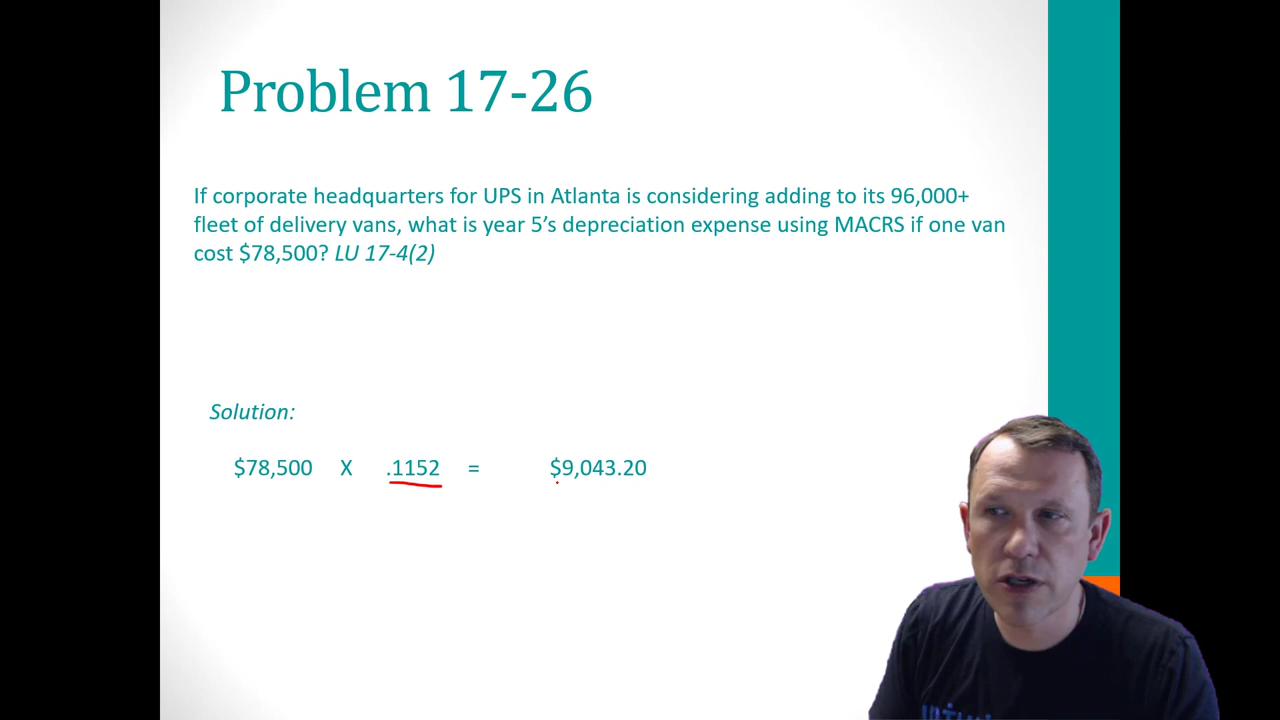 Problem 17-26
If corporate headquarters for UPS in Atlanta is considering adding to its 96,000+
fleet of delivery vans, what is year 5’s depreciation expense using MACRS if one van
cost $78,500? LU 17-4(2)
Solution:
$78,500 X .1152 = $9,043.20